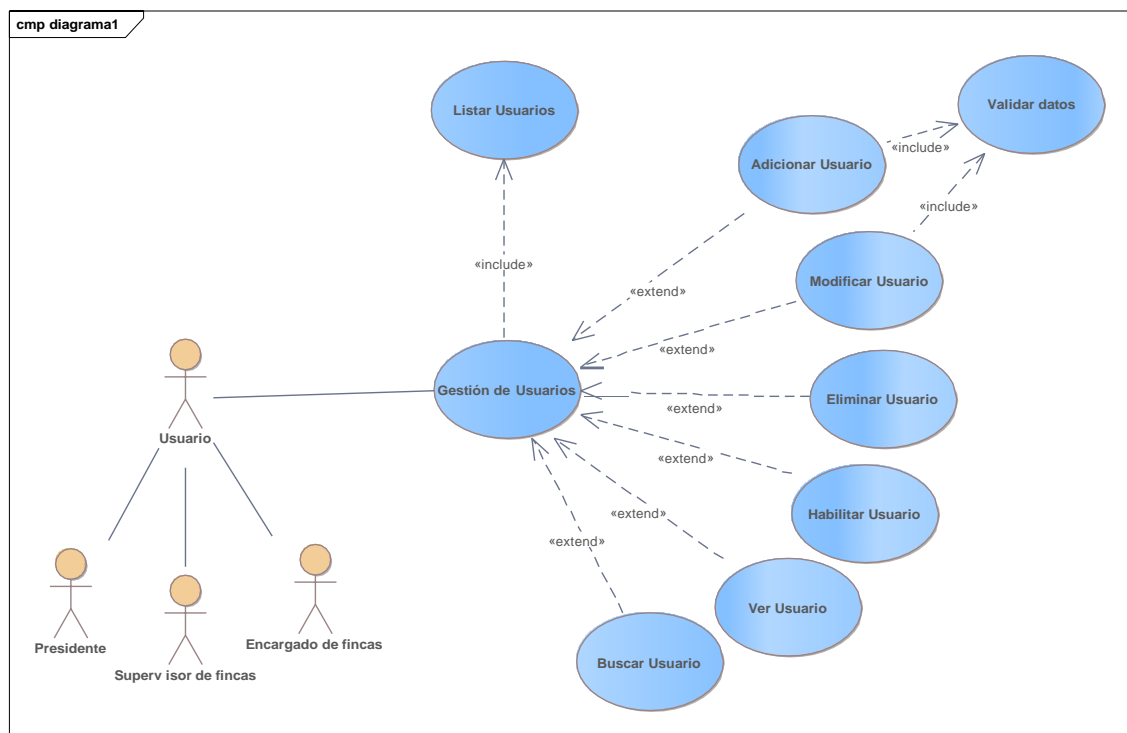 cmp diagrama1
Listar Usuarios
Validar datos
Adicionar Usuario
«include»
«include»
Modificar Usuario
«include»
«extend»
«extend»
Gestión de Usuarios
Eliminar Usuario
«extend»
Usuario
«extend»
Habilitar Usuario
«extend»
«extend»
Ver Usuario
Presidente
Encargado de fincas
Superv isor de fincas
Buscar Usuario